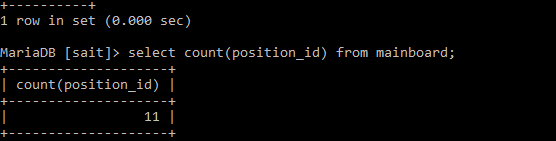 +----------+
1 row in set (0.000 sec)
MariaDB [sait]> select count(position_id) from mainboard;
+--------------------+
| count(position_id) |
+--------------------+
|                 11 |
+--------------------+